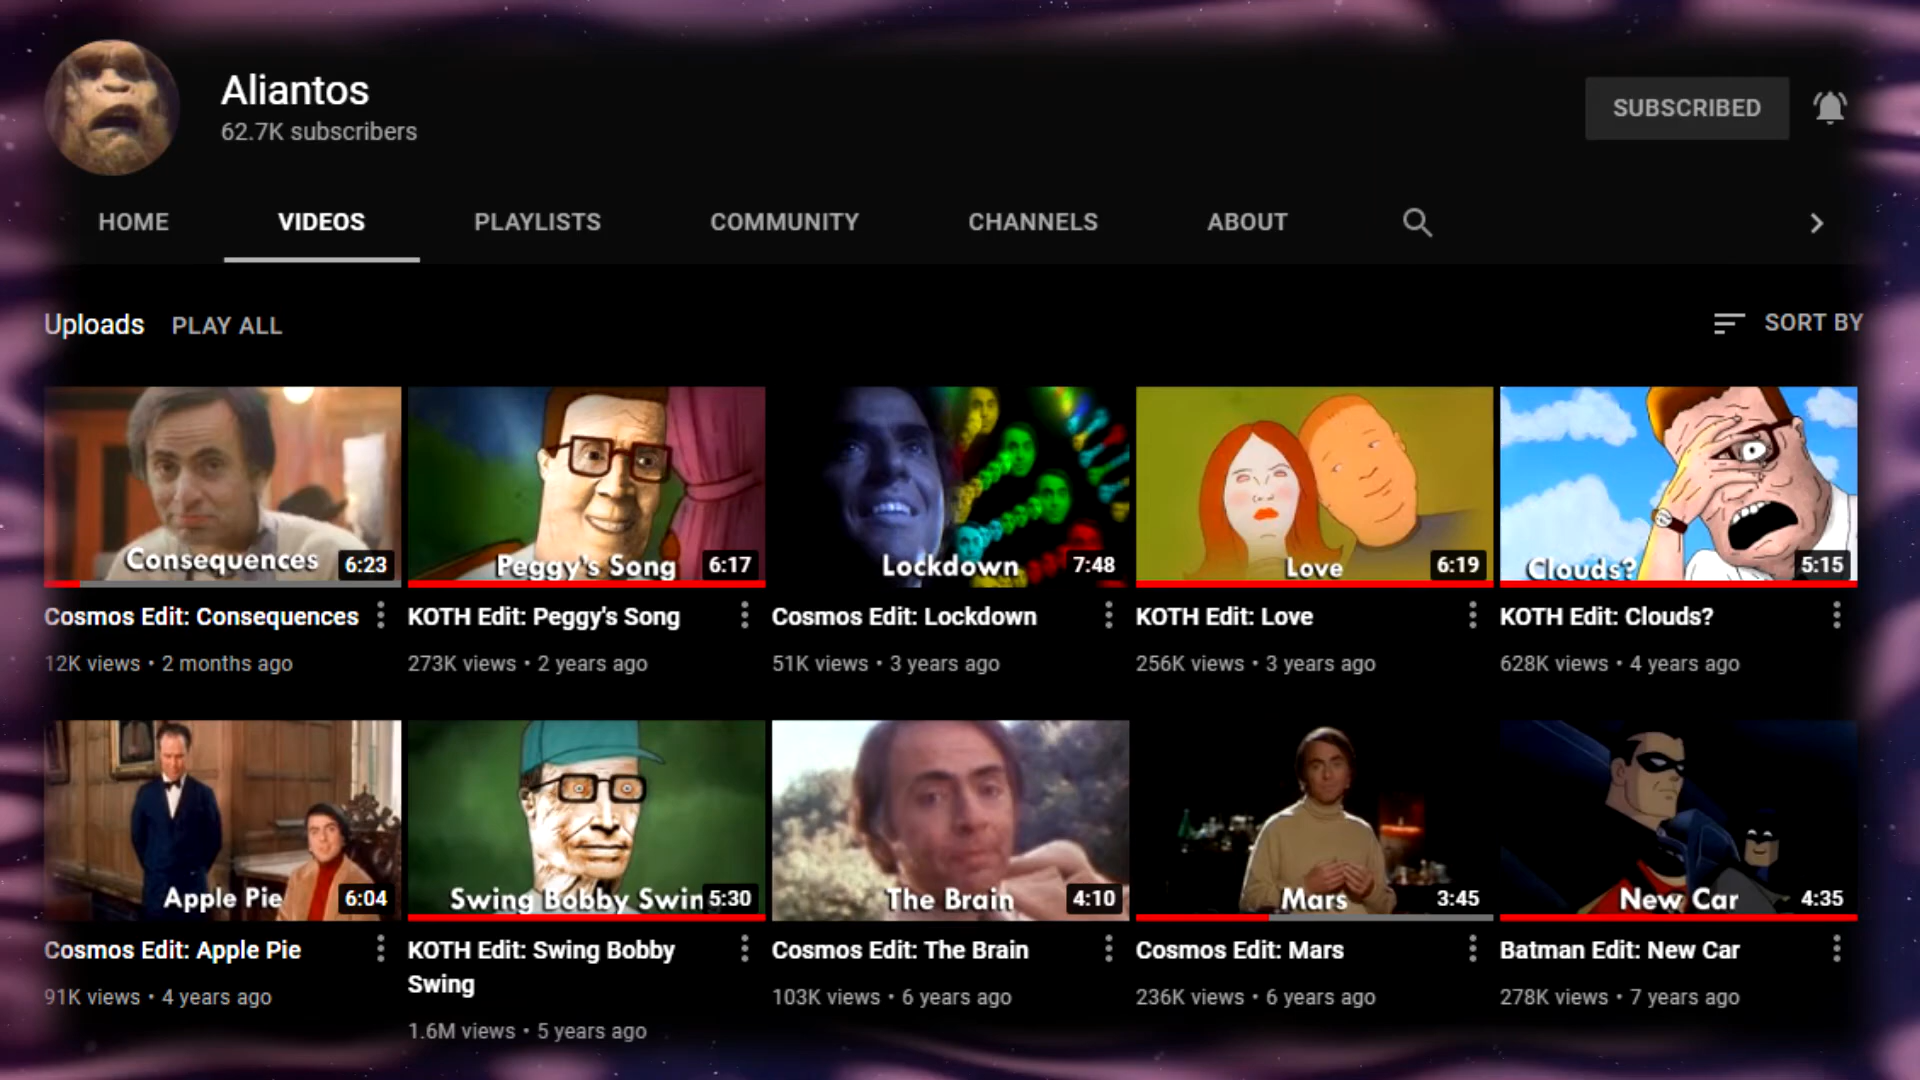 Aliantos
62.7K subscribers
SUBSCRIBED
HOME VIDEOS PLAYLISTS COMMUNITY CHANNELS ABOUT
Uploads PLAY ALL SORT BY
Consequences 6:23
Peggy's Song 6:17
Lockdown 7:48
Love 6:19
Clouds? 5:15
Cosmos Edit: Consequences
12K views • 2 months ago
KOTH Edit: Peggy's Song
273K views • 2 years ago
Cosmos Edit: Lockdown
51K views • 3 years ago
KOTH Edit: Love
256K views • 3 years ago
KOTH Edit: Clouds?
628K views • 4 years ago
Apple Pie 6:04
Swing Bobby Swin 5:30
The Brain 4:10
Mars 3:45
New Car 4:35
Cosmos Edit: Apple Pie
91K views • 4 years ago
KOTH Edit: Swing Bobby
Swing
1.6M views • 5 years ago
Cosmos Edit: The Brain
103K views • 6 years ago
Cosmos Edit: Mars
236K views • 6 years ago
Batman Edit: New Car
278K views • 7 years ago